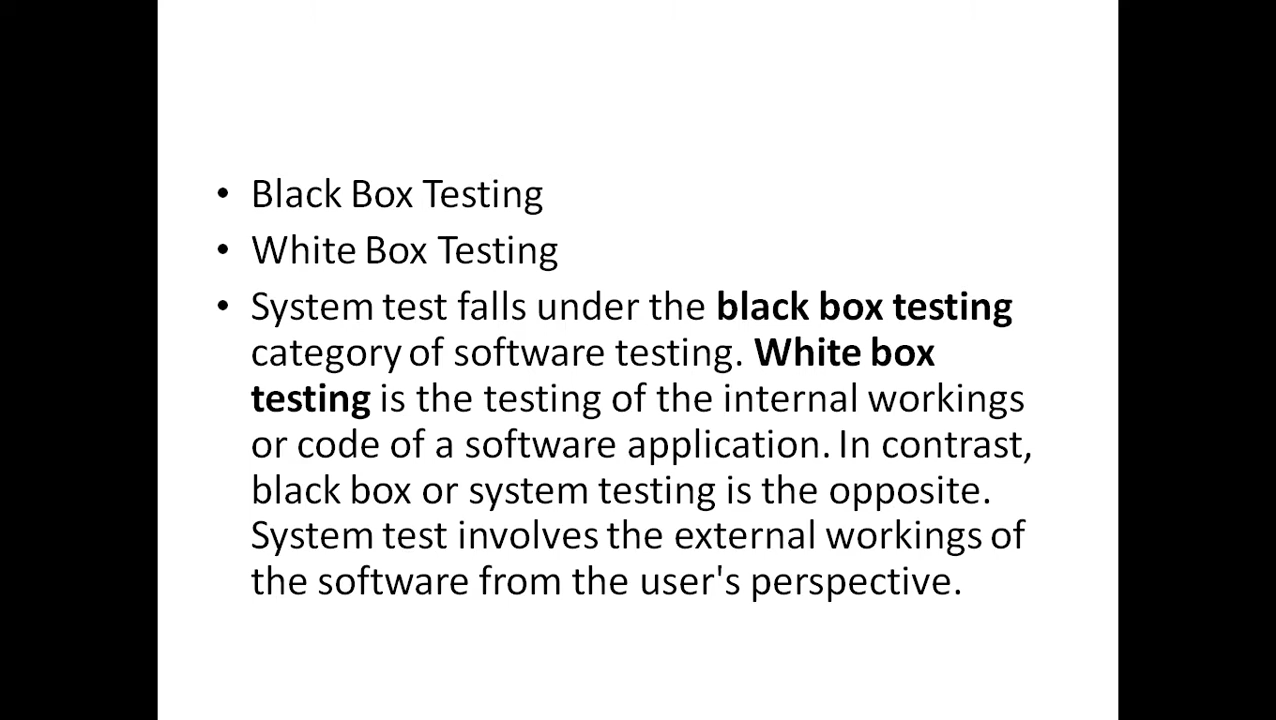 • Black Box Testing
• White Box Testing
• System test falls under the black box testing
category of software testing. White box
testing is the testing of the internal workings
or code of a software application. In contrast,
black box or system testing is the opposite.
System test involves the external workings of
the software from the user's perspective.